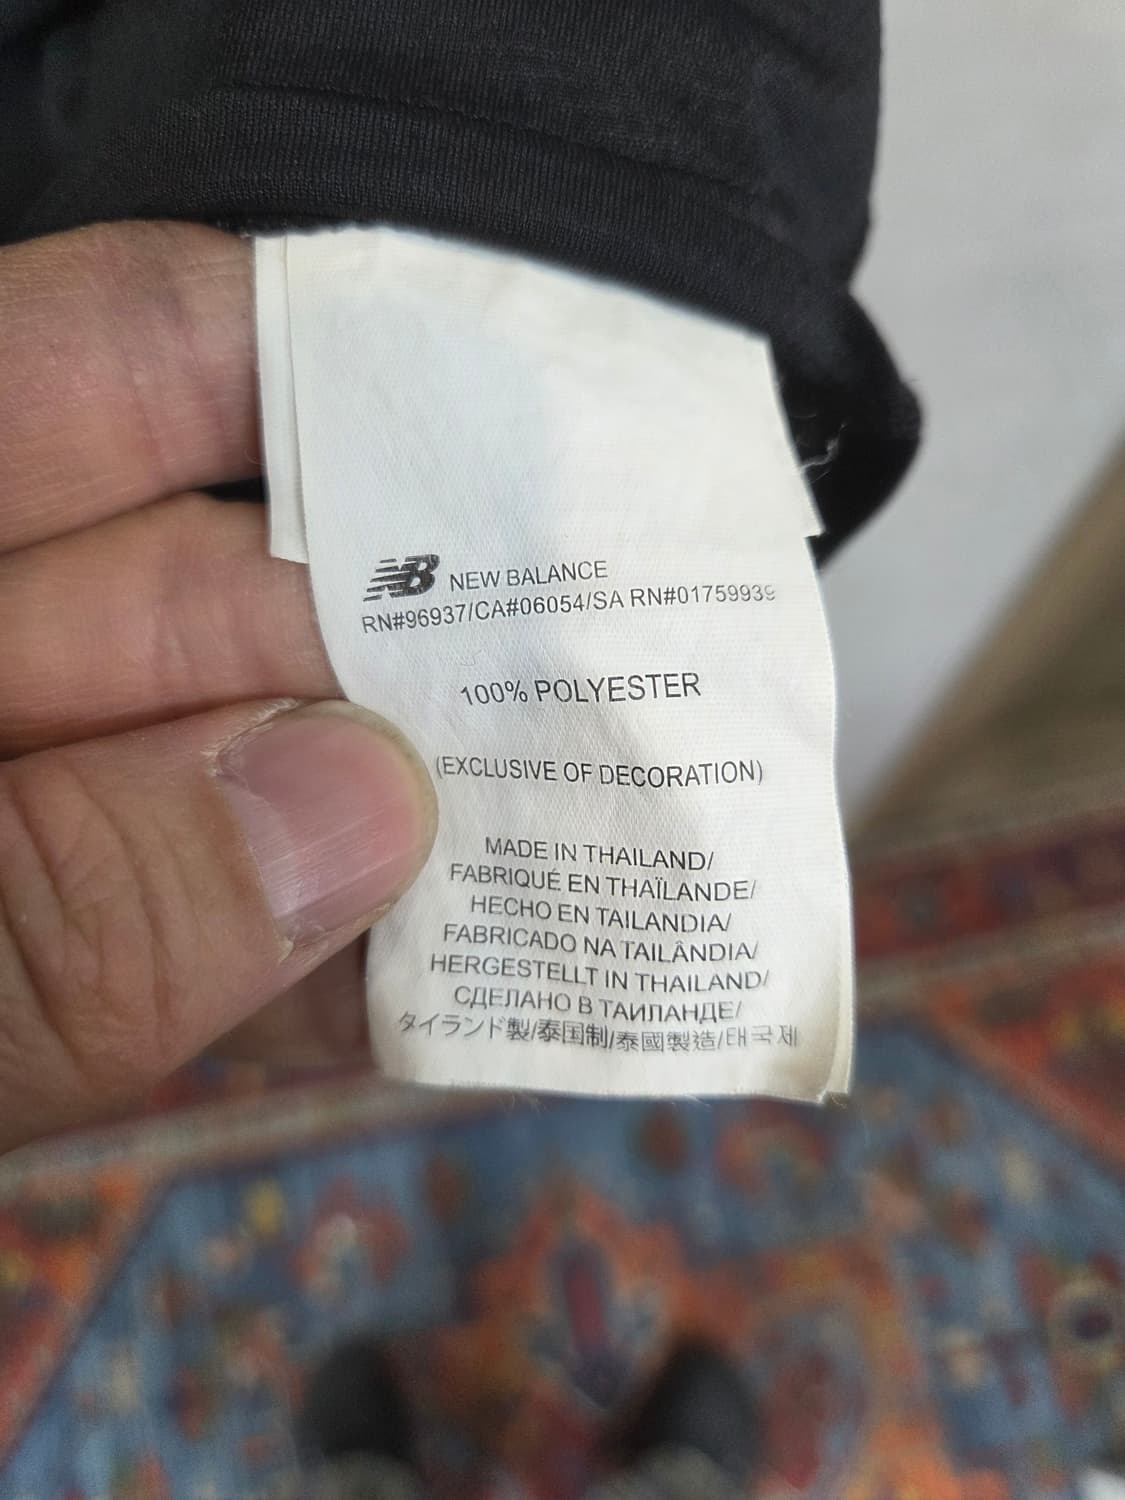 NB NEW BALANCE
RN#96937/CA#06054/SA RN#01759939
100% POLYESTER
(EXCLUSIVE OF DECORATION)
MADE IN THAILAND/
FABRIQUÉ EN THAÏLANDE/
HECHO EN TAILANDIA/
FABRICADO NA TAILÂNDIA/
HERGESTELLT IN THAILAND/
СДЕЛАНО В ТАИЛАНДЕ/
タイランド製/泰国制/泰國製造/태국제